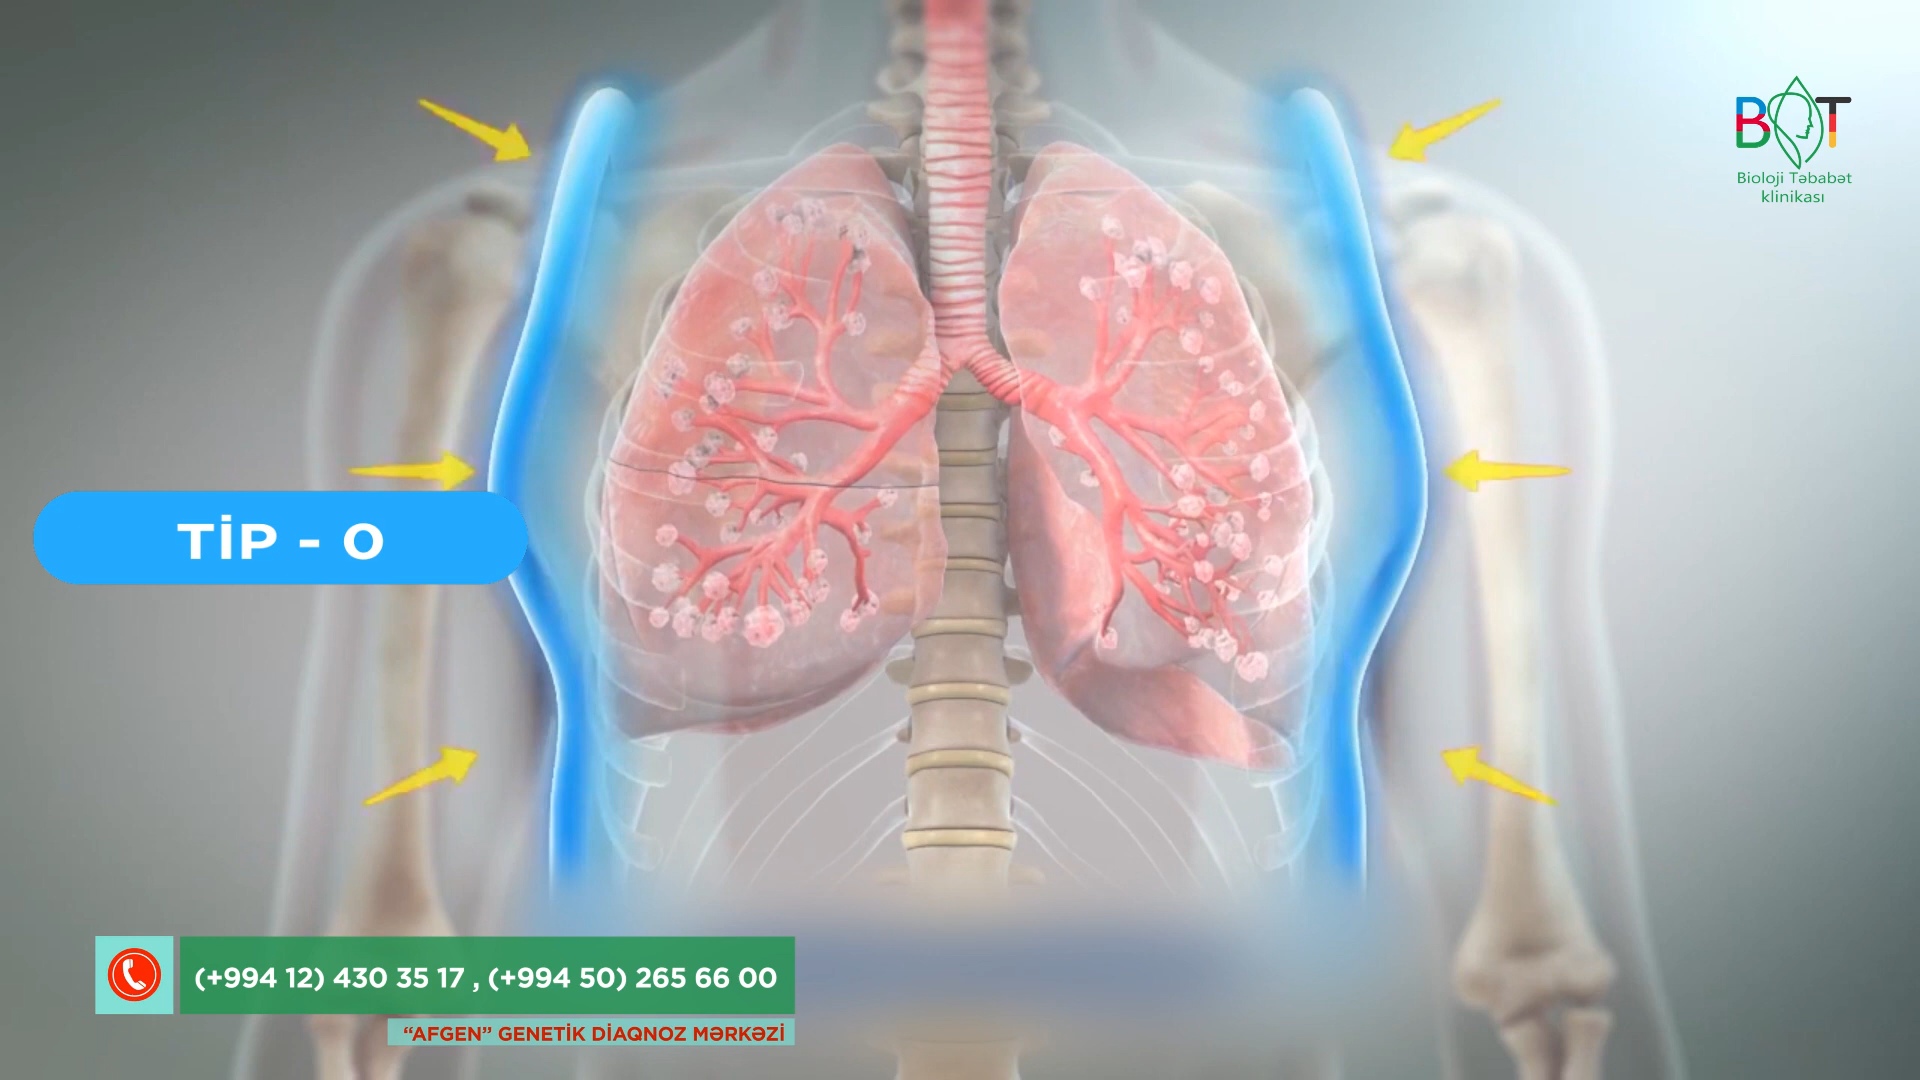 BOT
Bioloji Təbabət
klinikası
TİP - O
(+994 12) 430 35 17 , (+994 50) 265 66 00
“AFGEN” GENETİK DİAQNOZ MƏRKƏZİ